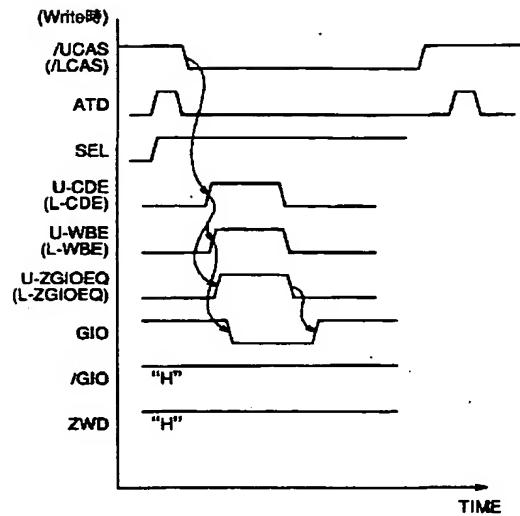 (Write時)
/UCAS
(/LCAS)
ATD
SEL
U-CDE
(L-CDE)
U-WBE
(L-WBE)
U-ZGIOEQ
(L-ZGIOEQ)
GIO
/GIO "H"
ZWD "H"
TIME